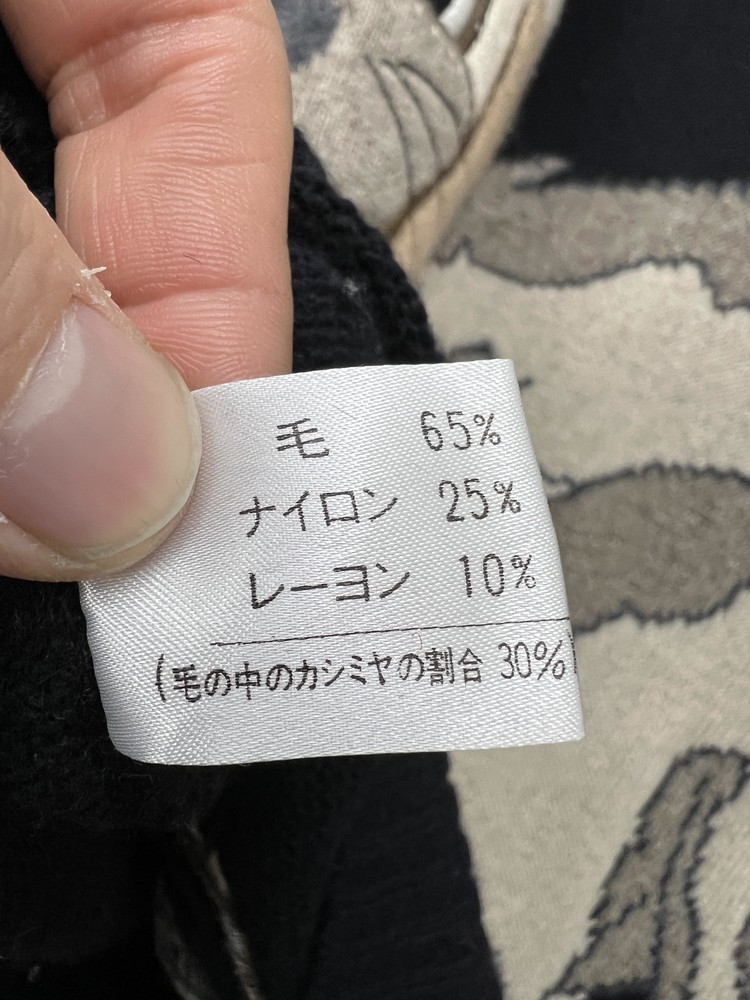 毛 65%
ナイロン 25%
レーヨン 10%
(毛の中のカシミヤの割合 30%)